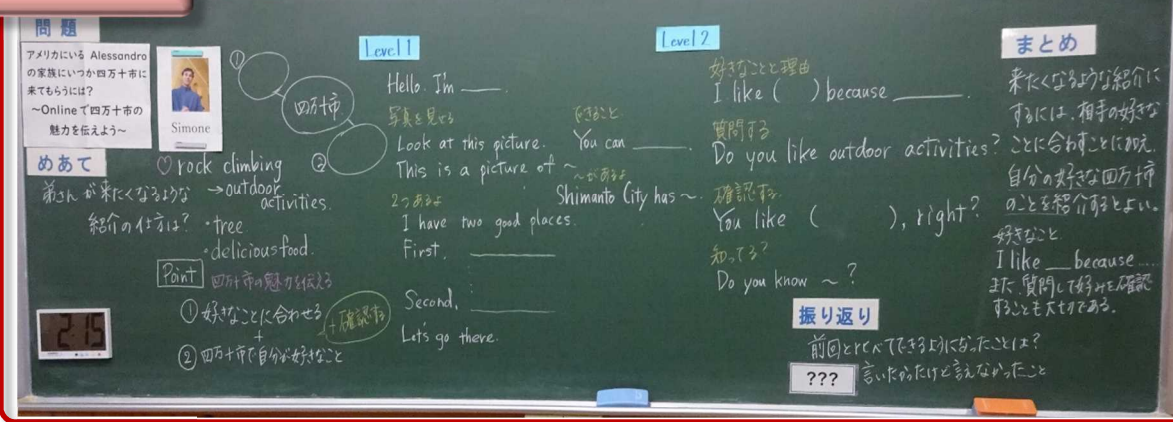 問題
アメリカにいる Alessandro
の家族にいつか四万十市に
来てもらうには?
～Onlineで四万十市の
魅力を伝えよう～
Simone
めあて
弟さんが来たくなるような
紹介の仕方は?
♡rock climbing
→outdoor
activities.
・tree
・delicious food.
Point 四万十市の魅力を伝える
① 好きなことに合わせる
+
② 四万十市で自分が好きなこと
+確認する
2:15
①
四万十市
②
Level 1
Hello. I'm ____.
写真を見せる
Look at this picture.
This is a picture of ~
2つあるよ
I have two good places.
First, ____
Second, ____
Let's go there.
できること
You can ____.
~があるよ
Shimanto City has ~.
Level 2
好きなことと理由
I like ( ) because ____.
質問する
Do you like outdoor activities?
確認する
You like ( ), right?
知ってる?
Do you know ~ ?
振り返り
前回とくらべてできるようになったことは?
??? 言いたかったけど言えなかったこと
まとめ
来たくなるような紹介に
するには、相手の好きな
ことに合わすことに加え、
自分の好きな四万十市
のことを紹介するとよい。
好きなこと
I like __ because ....
また、質問して好みを確認
することも大切である。